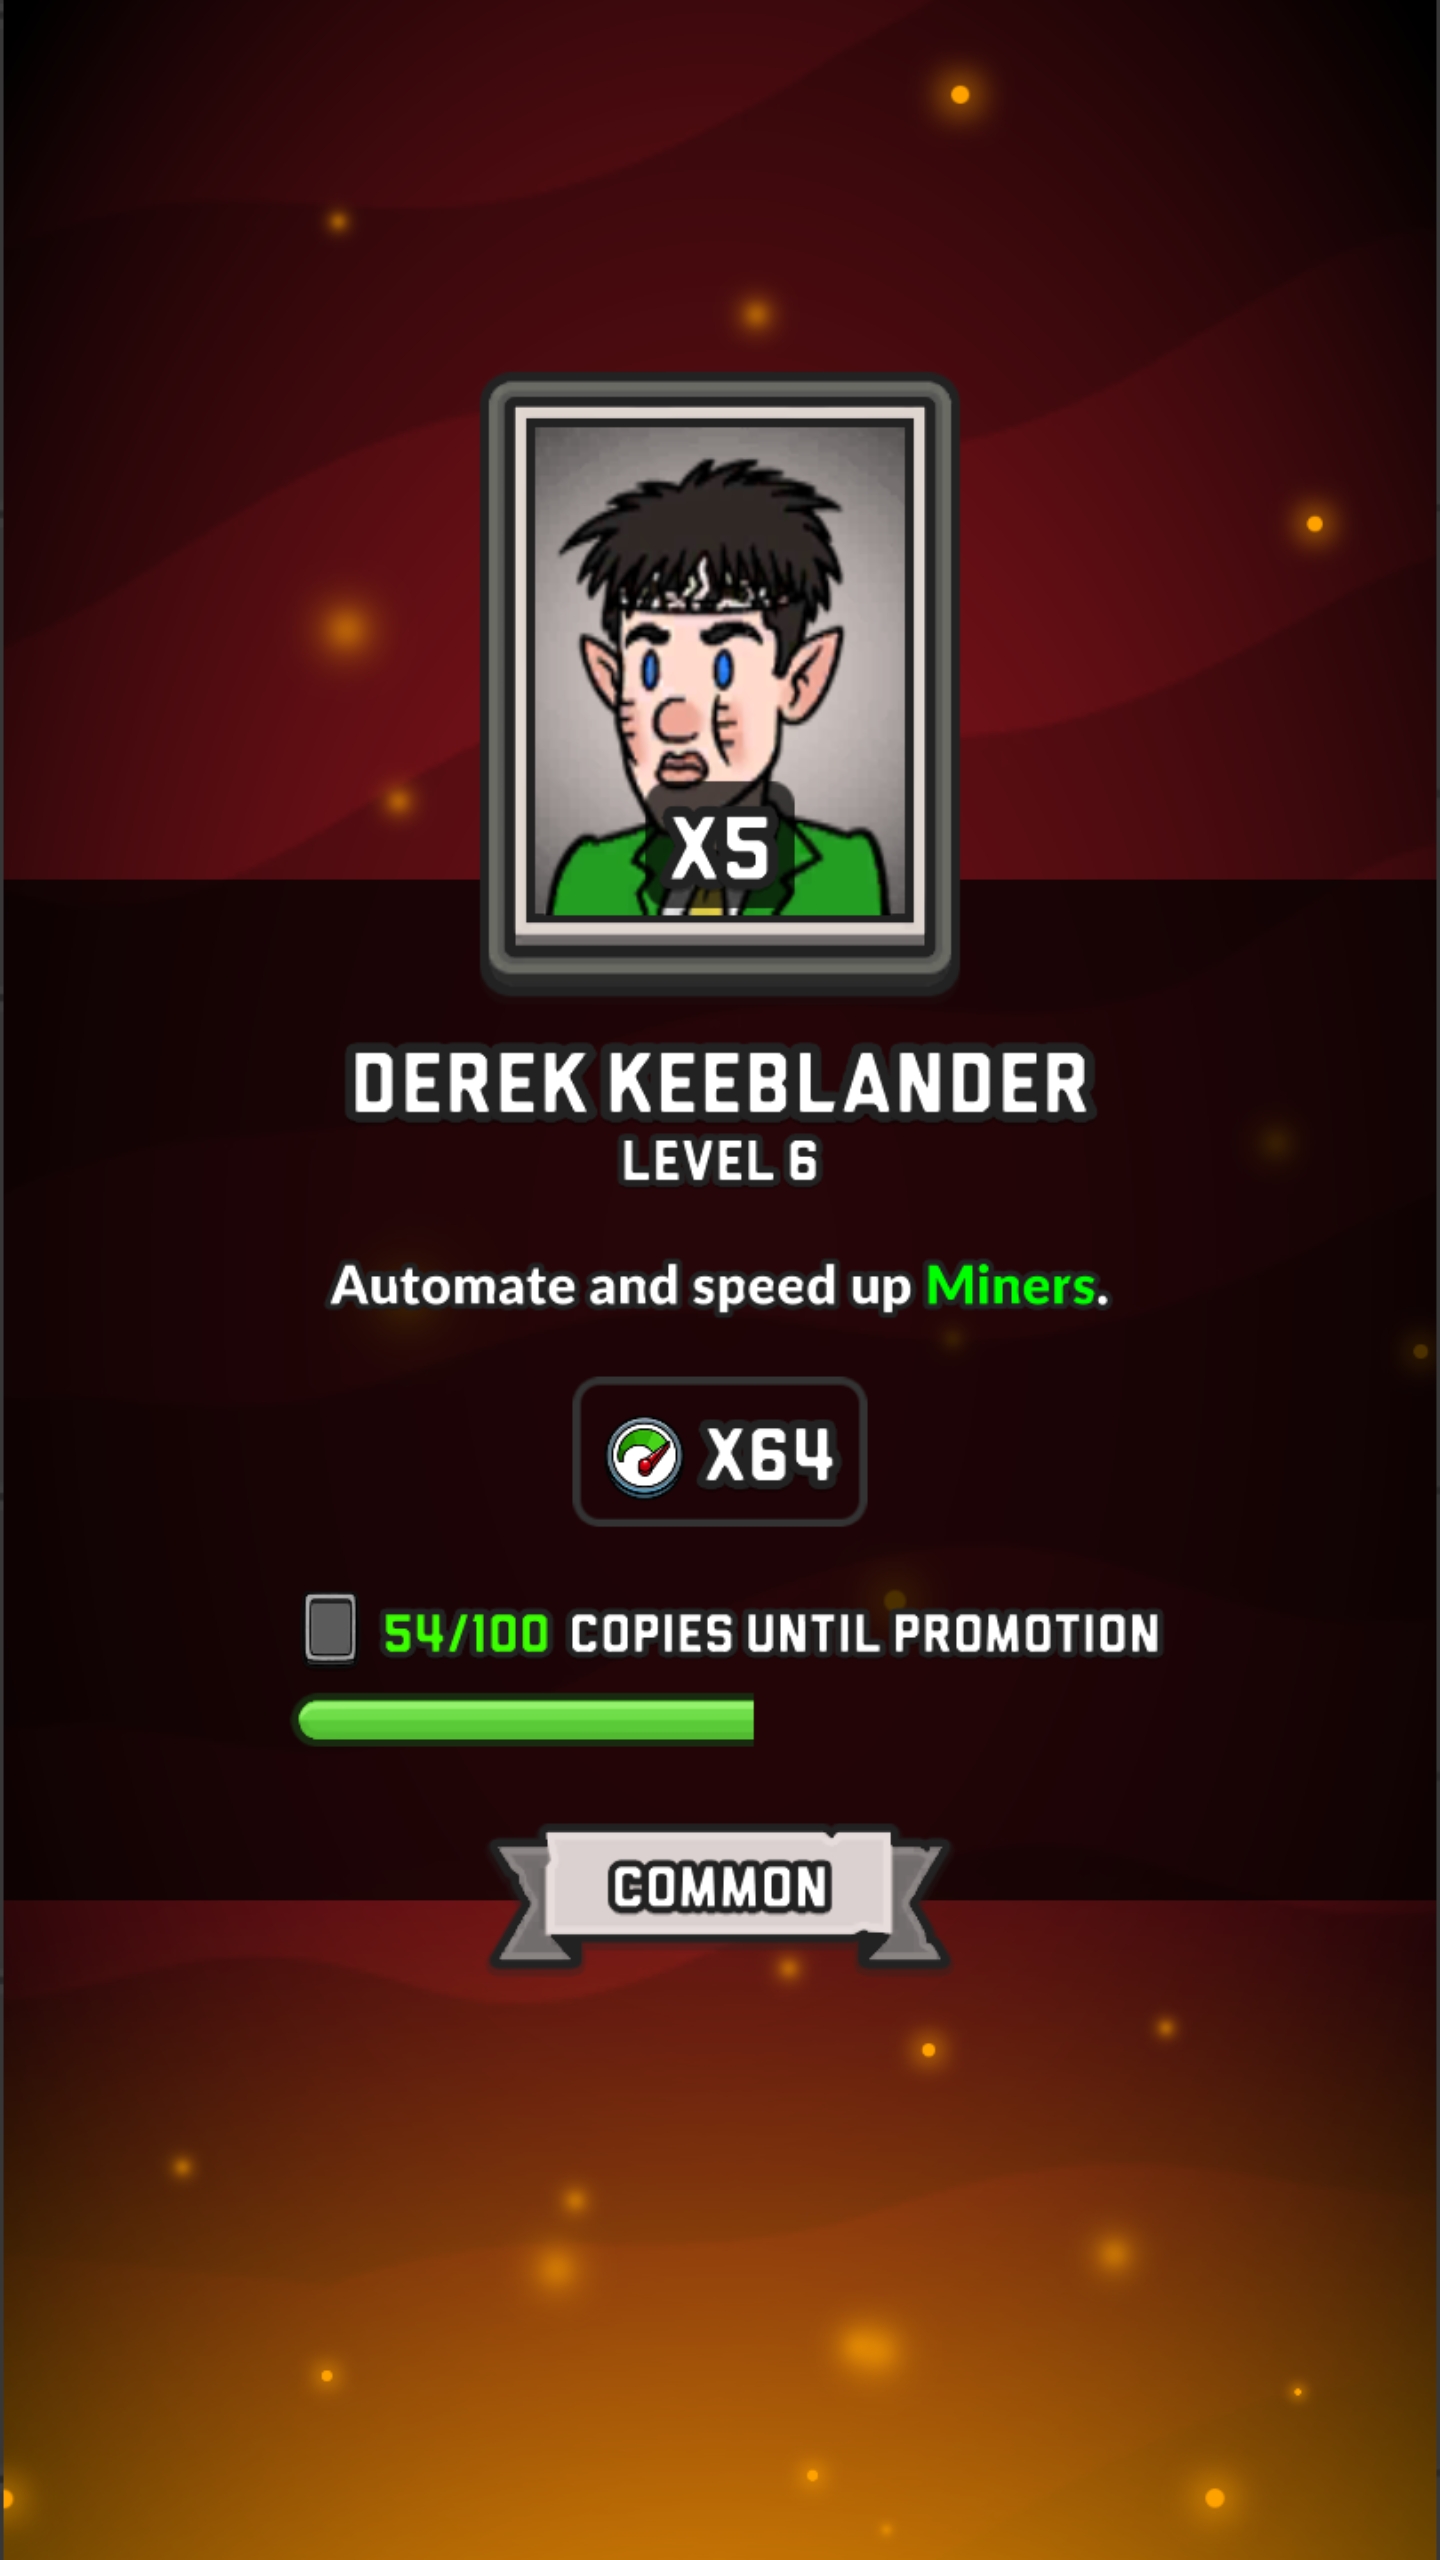 X5
DEREK KEEBLANDER
LEVEL 6
Automate and speed up Miners.
X64
54/100 COPIES UNTIL PROMOTION
COMMON